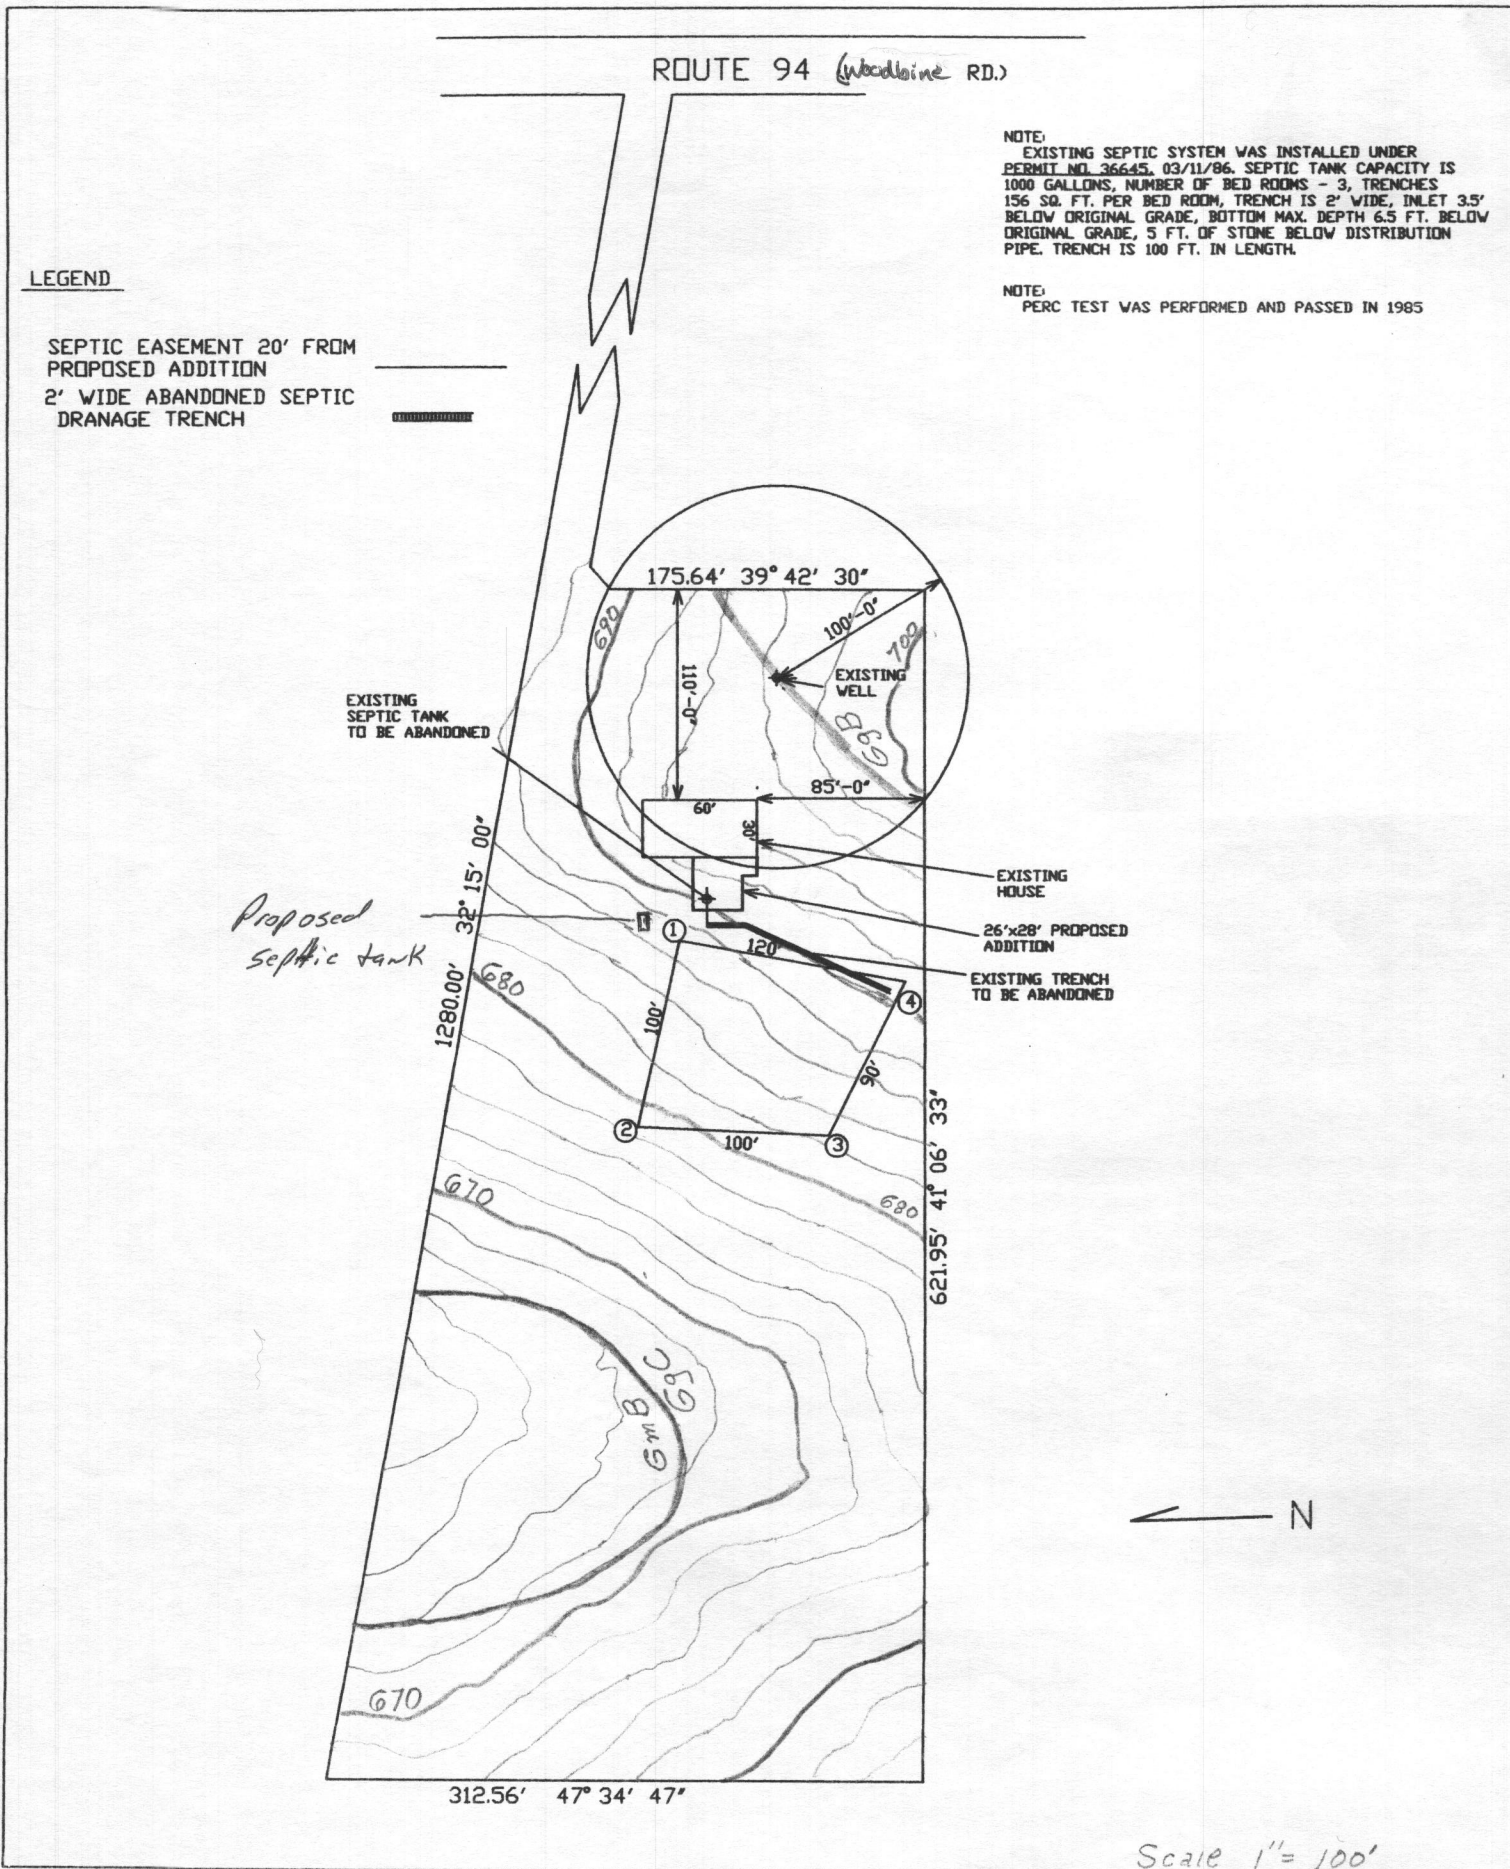 ROUTE 94 (Woodbine RD.)
NOTE:
EXISTING SEPTIC SYSTEM WAS INSTALLED UNDER
PERMIT NO. 36645, 03/11/86. SEPTIC TANK CAPACITY IS
1000 GALLONS, NUMBER OF BED ROOMS - 3, TRENCHES
156 SQ. FT. PER BED ROOM, TRENCH IS 2' WIDE, INLET 3.5'
BELOW ORIGINAL GRADE, BOTTOM MAX. DEPTH 6.5 FT. BELOW
ORIGINAL GRADE, 5 FT. OF STONE BELOW DISTRIBUTION
PIPE. TRENCH IS 100 FT. IN LENGTH.
NOTE:
PERC TEST WAS PERFORMED AND PASSED IN 1985
LEGEND
SEPTIC EASEMENT 20' FROM
PROPOSED ADDITION
2' WIDE ABANDONED SEPTIC
DRANAGE TRENCH
175.64' 39° 42' 30"
690
100'-0"
700
110'-0"
EXISTING
WELL
GgB
EXISTING
SEPTIC TANK
TO BE ABANDONED
85'-0"
60'
30'
EXISTING
HOUSE
26'x28' PROPOSED
ADDITION
Proposed
septic tank
1280.00' 32° 15' 00"
1
120'
EXISTING TRENCH
TO BE ABANDONED
4
680
100'
90'
2
100'
3
621.95' 41° 06' 33"
680
670
GgC
GmB
N
670
312.56' 47° 34' 47"
Scale 1"= 100'